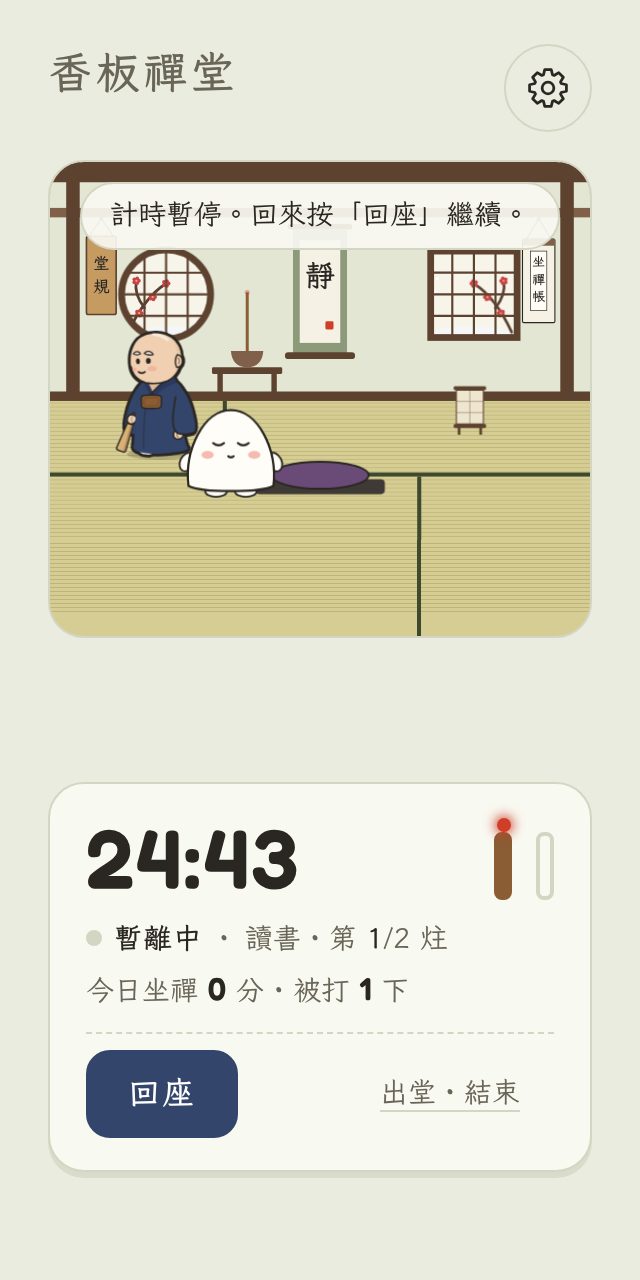 香板禪堂
計時暫停。回來按「回座」繼續。
堂規
靜
坐禪帳
24:43
暫離中 · 讀書 · 第 1/2 炷
今日坐禪 0 分 · 被打 1 下
回座
出堂 · 結束